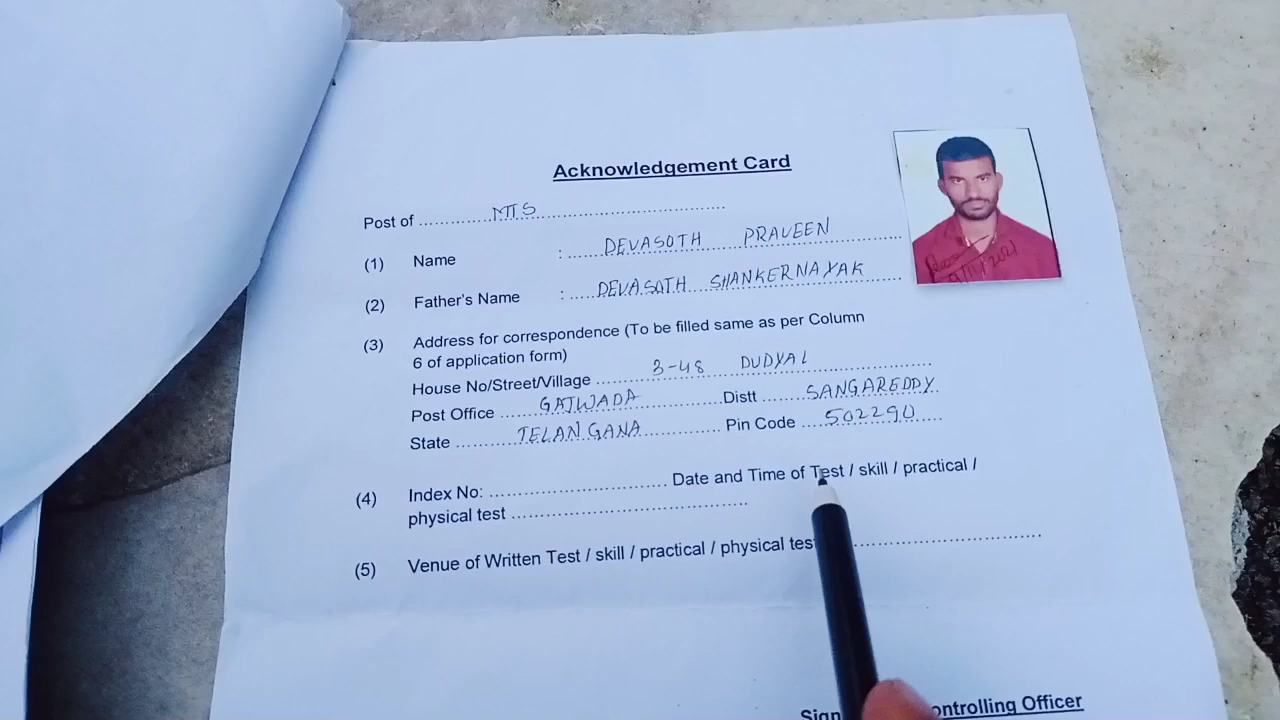 Acknowledgement Card
Post of .................. MTS ..........................................
(1) Name : ........ DEVASOTH PRAVEEN ..................
(2) Father's Name : ...... DEVASOTH SHANKERNAYAK ........
(3) Address for correspondence (To be filled same as per Column
6 of application form)
House No/Street/Village ............ 3-48 DUDYAL ..........................
Post Office ........ GAJWADA .................. Distt ......... SANGAREDDY.
State .............. TELANGANA .................. Pin Code ..... 502290 ......
(4) Index No: ................................. Date and Time of Test / skill / practical /
physical test ............................................
(5) Venue of Written Test / skill / practical / physical test ...................................
Sign ontrolling Officer